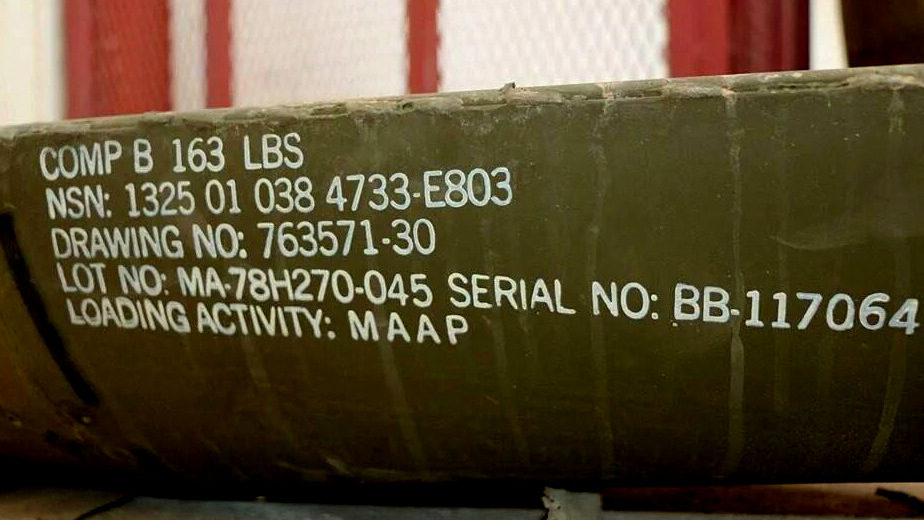 COMP B 163 LBS
NSN: 1325 01 038 4733-E803
DRAWING NO: 763571-30
LOT NO: MA-78H270-045 SERIAL NO: BB-117064
LOADING ACTIVITY: MAAP